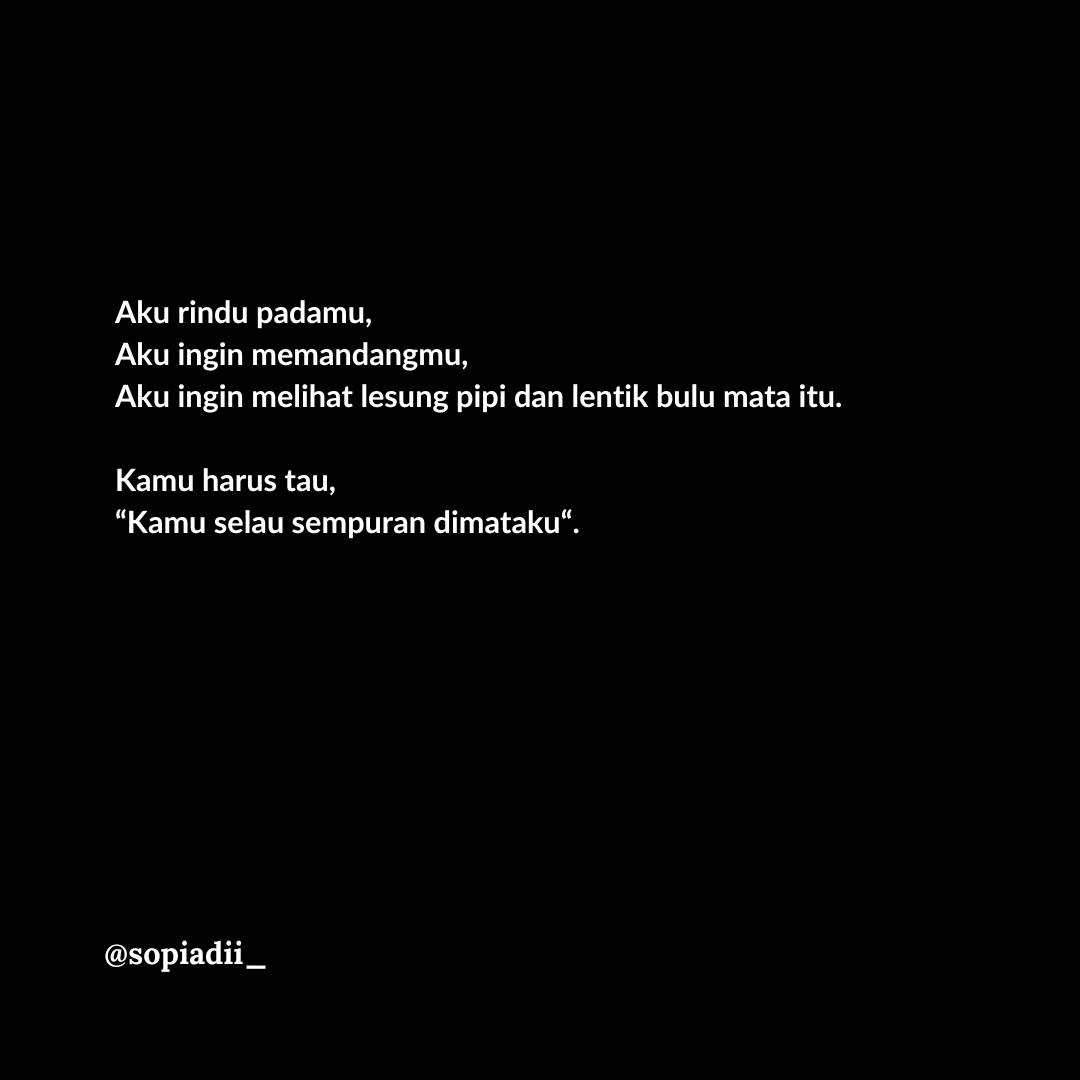 Aku rindu padamu,
Aku ingin memandangmu,
Aku ingin melihat lesung pipi dan lentik bulu mata itu.
Kamu harus tau,
“Kamu selau sempuran dimataku“.
@sopiadii_